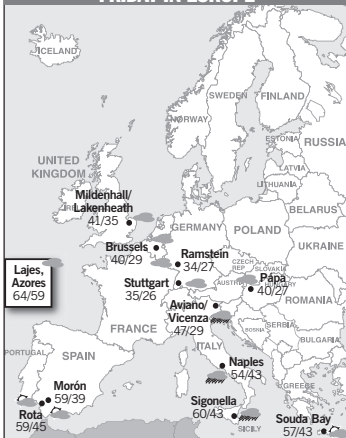 FRIDAY IN EUROPE
ICELAND
SWEDEN
FINLAND
NORWAY
ESTONIA
RUSSIA
LATVIA
UNITED
KINGDOM
LITHUANIA
Mildenhall/
Lakenheath
41/35
BELARUS
GERMANY
POLAND
Brussels
40/29
Ramstein
34/27
UKRAINE
Lajes,
Azores
64/59
CZECH
REP
SLOVAKIA
Stuttgart
35/26
AUSTRIA
Pápa
40/27
HUNGARY
Aviano/
Vicenza
47/29
ROMANIA
FRANCE
BOSNIA
SERBIA
ITALY
BULGARIA
PORTUGAL
SPAIN
Naples
54/43
Morón
59/39
GREECE
Rota
59/45
Sigonella
60/43
SICILY
Souda Bay
57/43